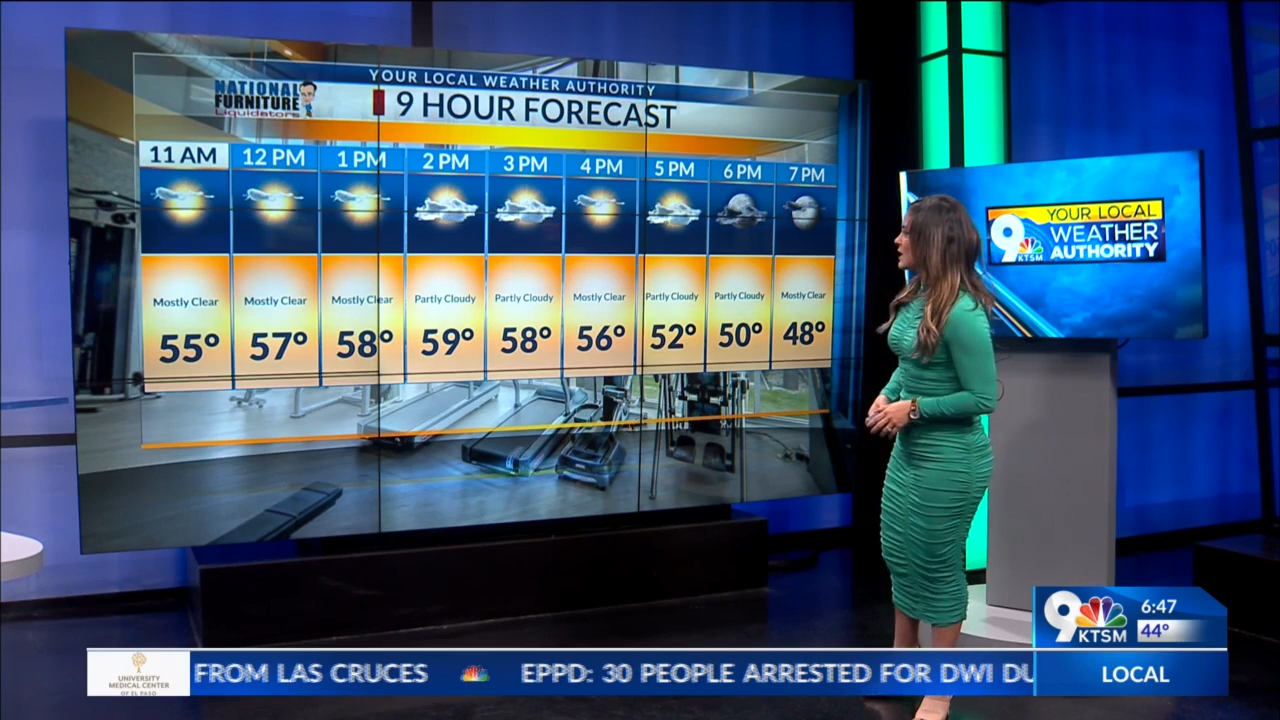 YOUR LOCAL WEATHER AUTHORITY
NATIONAL
FURNITURE
Liquidators
9 HOUR FORECAST
11 AM 12 PM 1 PM 2 PM 3 PM 4 PM 5 PM 6 PM 7 PM
Mostly Clear Mostly Clear Mostly Clear Partly Cloudy Partly Cloudy Mostly Clear Partly Cloudy Partly Cloudy Mostly Clear
55° 57° 58° 59° 58° 56° 52° 50° 48°
YOUR LOCAL
9 WEATHER
KTSM AUTHORITY
9 KTSM
6:47
44°
UNIVERSITY
MEDICAL CENTER
OF EL PASO
FROM LAS CRUCES EPPD: 30 PEOPLE ARRESTED FOR DWI DU
LOCAL